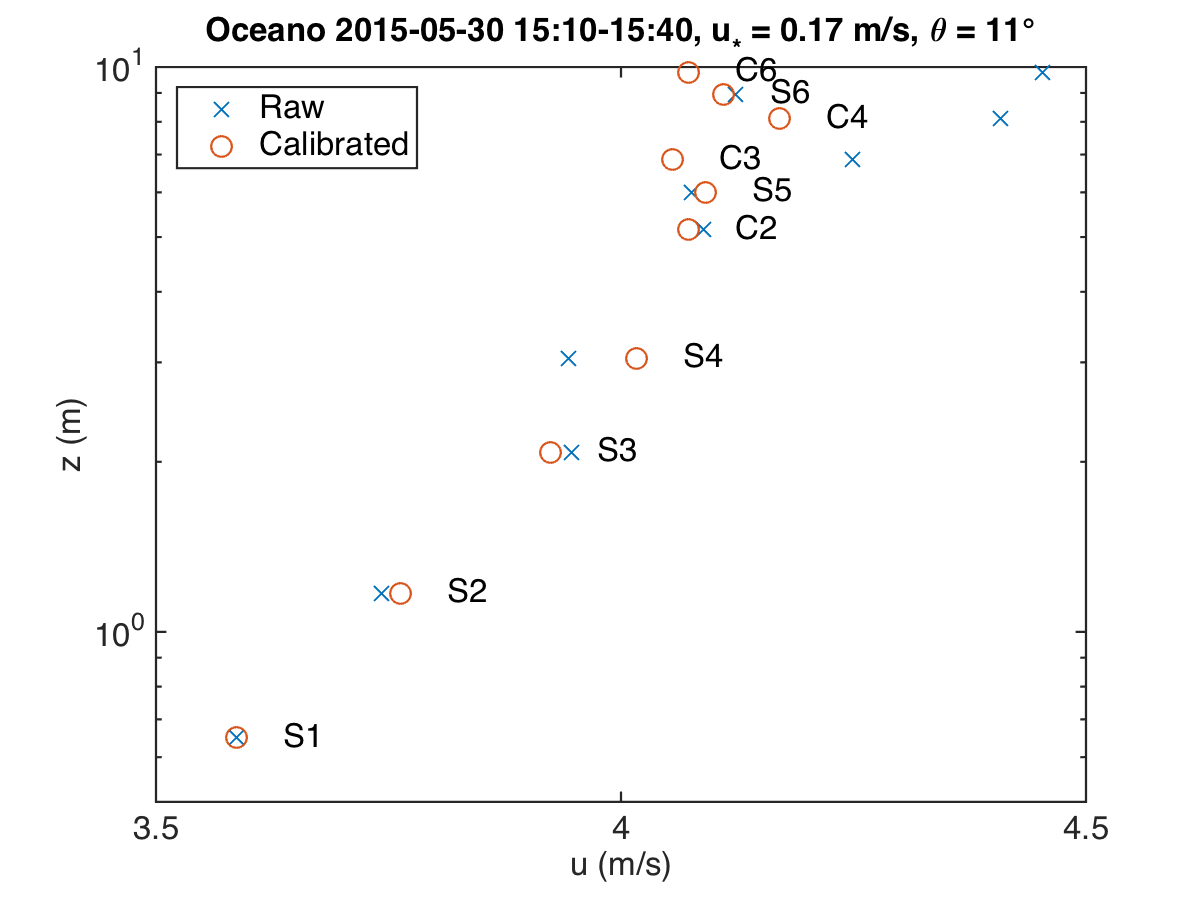 Oceano 2015-05-30 15:10-15:40, u* = 0.17 m/s, θ = 11°
10¹
Raw
Calibrated
C6
S6
C4
C3
S5
C2
S4
S3
z (m)
S2
10⁰
S1
3.5 4 4.5
u (m/s)